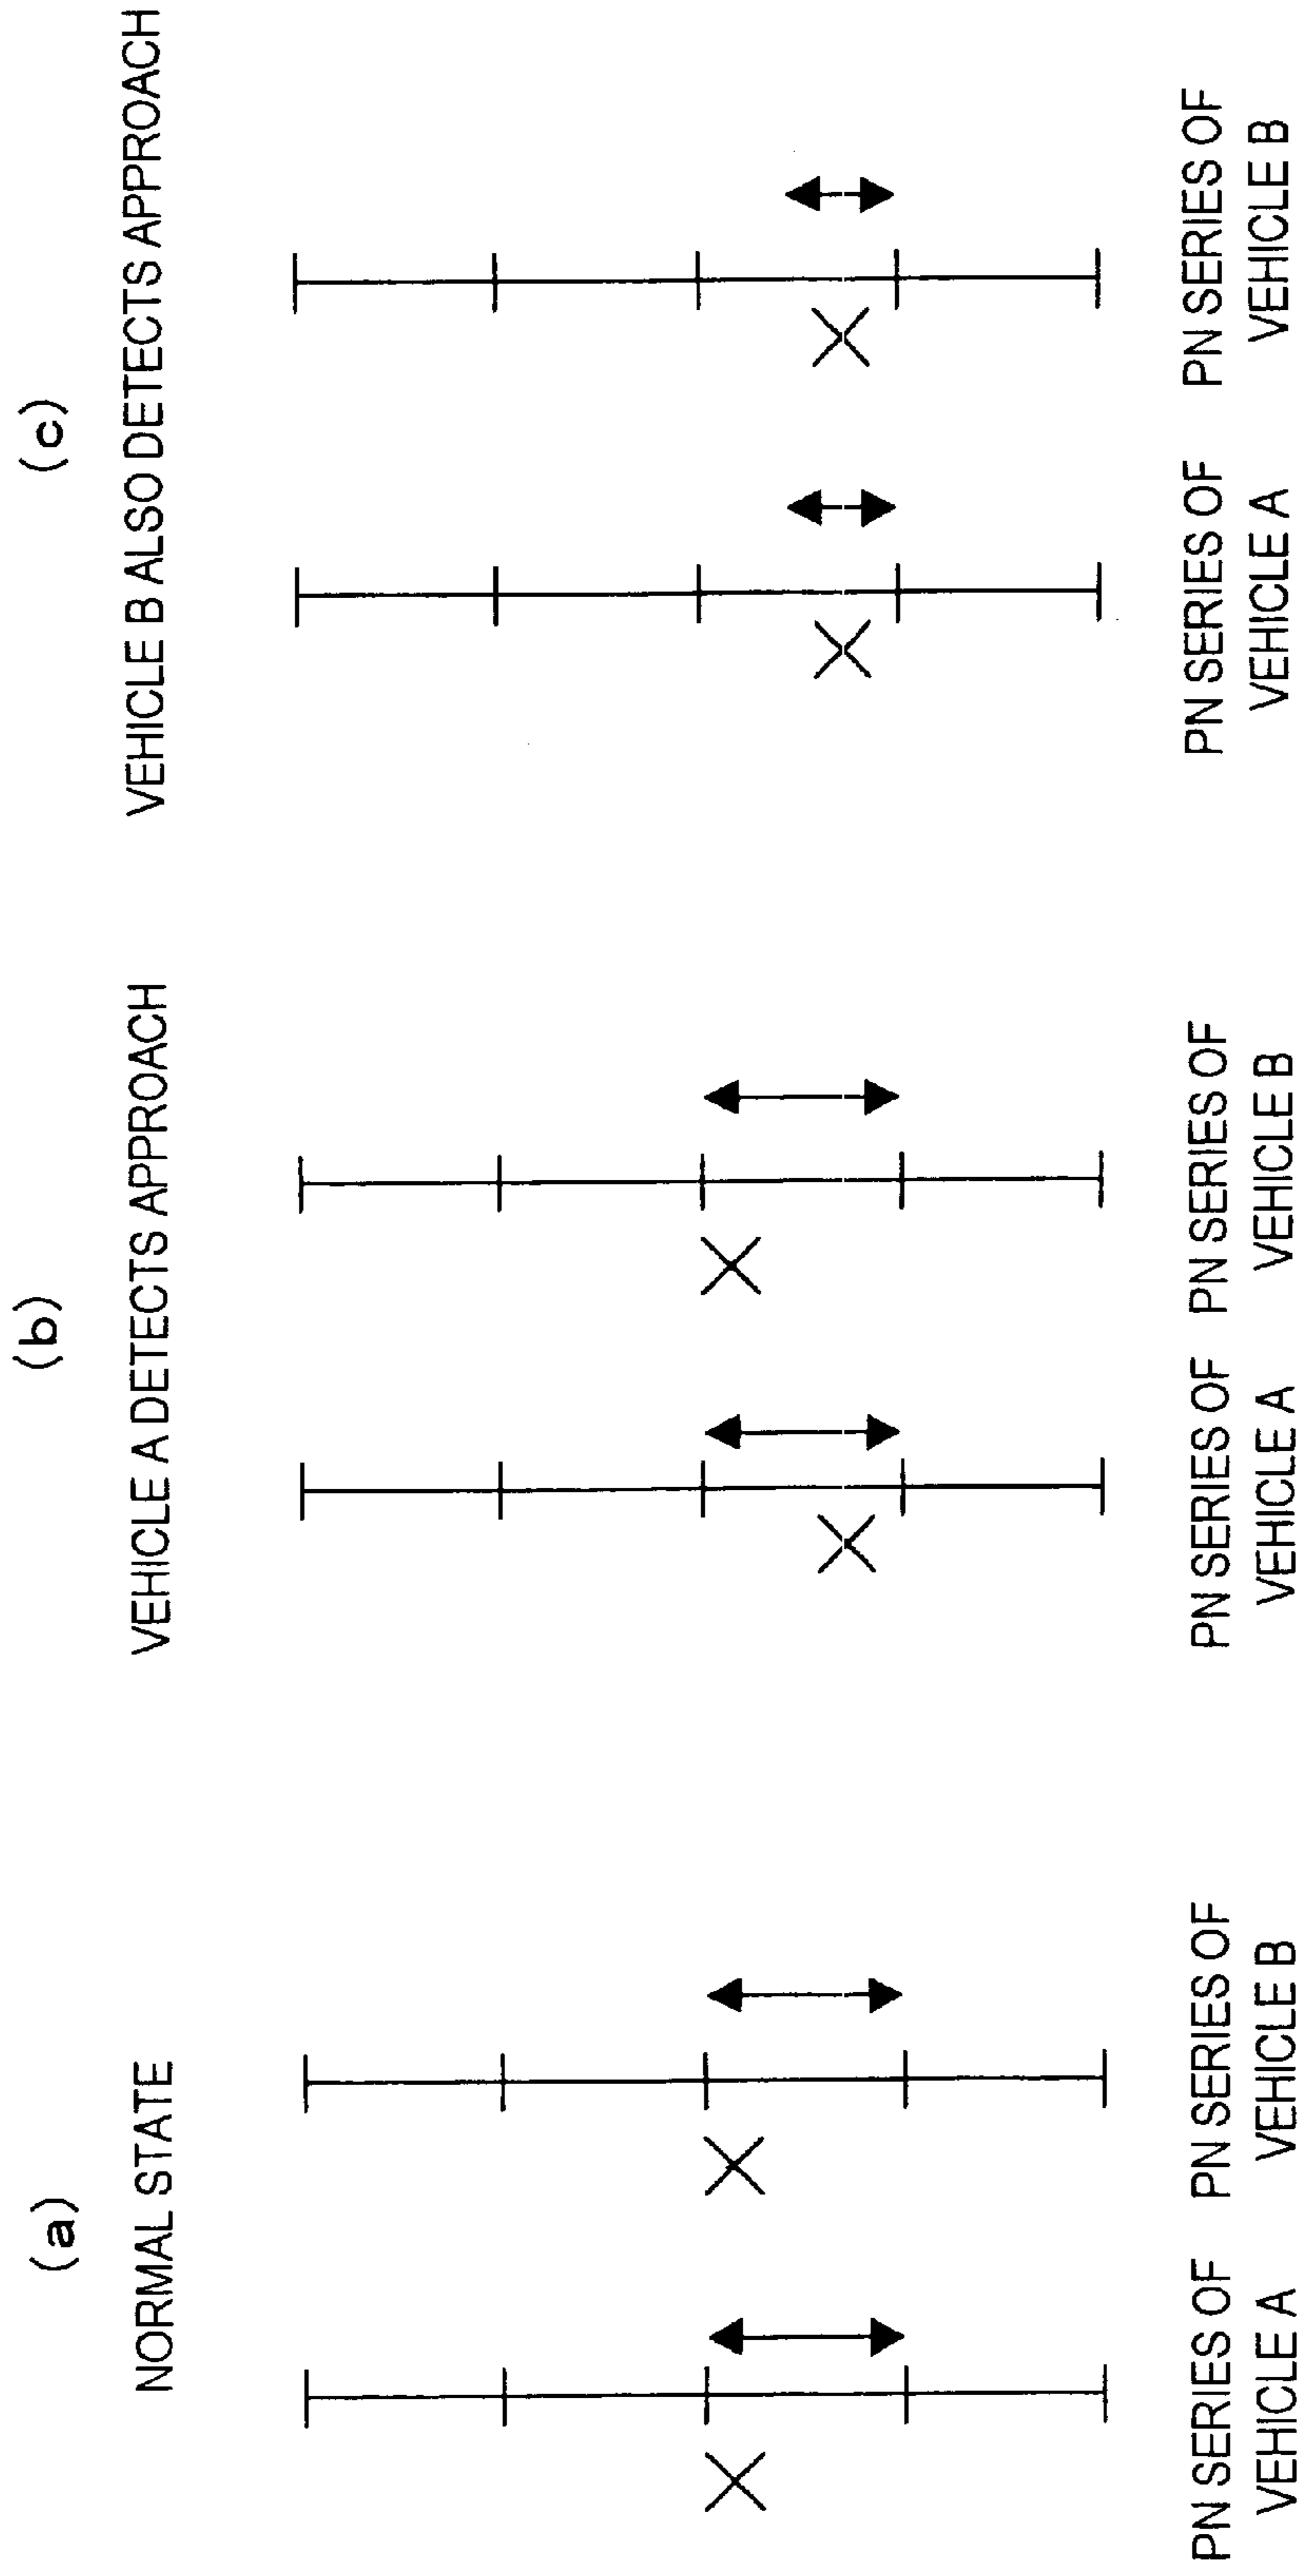 (a)
NORMAL STATE
PN SERIES OF
VEHICLE A
PN SERIES OF
VEHICLE B
(b)
VEHICLE A DETECTS APPROACH
PN SERIES OF
VEHICLE A
PN SERIES OF
VEHICLE B
(c)
VEHICLE B ALSO DETECTS APPROACH
PN SERIES OF
VEHICLE A
PN SERIES OF
VEHICLE B